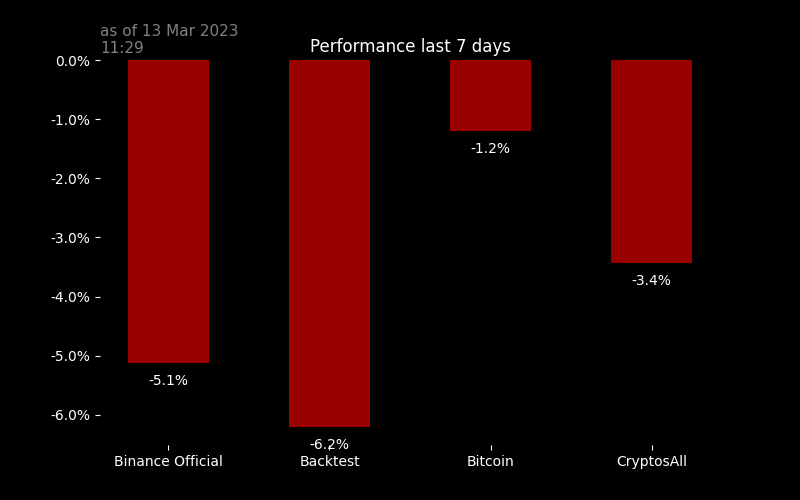 as of 13 Mar 2023
11:29
Performance last 7 days
0.0%
-1.0%
-2.0%
-3.0%
-4.0%
-5.0%
-6.0%
-5.1%
-6.2%
-1.2%
-3.4%
Binance Official
Backtest
Bitcoin
CryptosAll